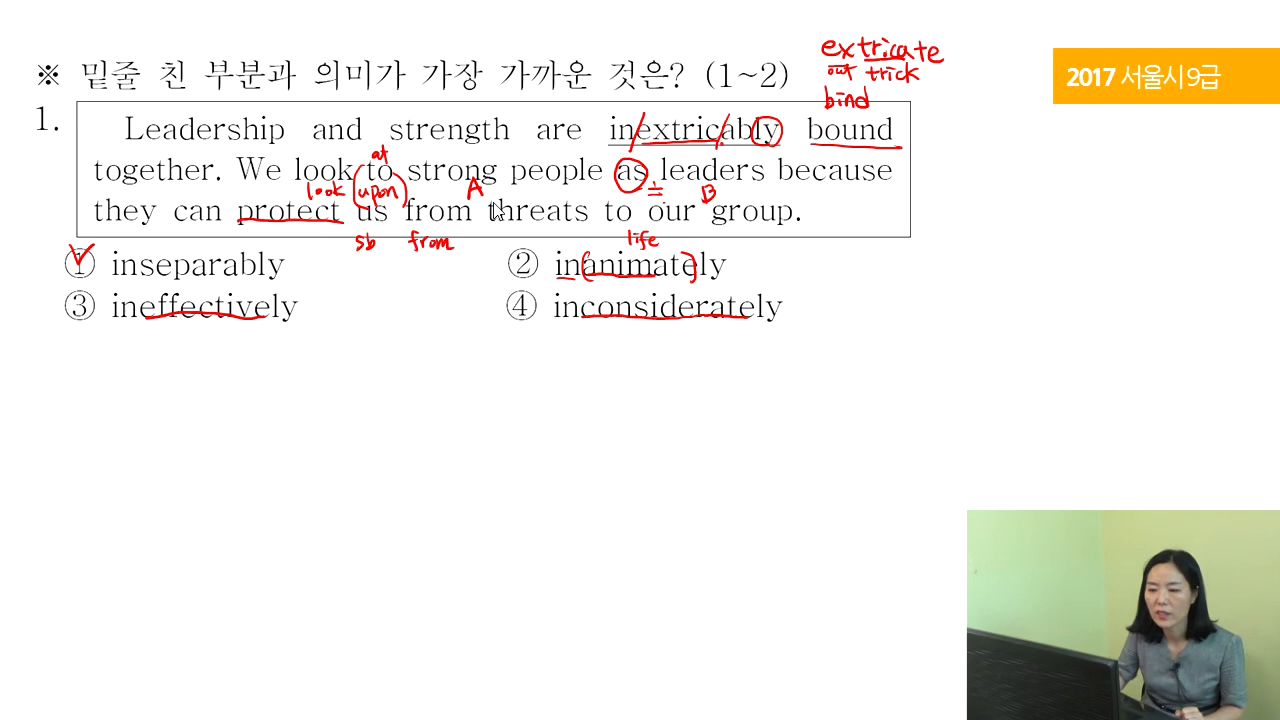 extricate
※ 밑줄 친 부분과 의미가 가장 가까운 것은? (1~2)
out trick
2017 서울시 9급
bind
1. Leadership and strength are inextricably bound
at
together. We look to strong people as leaders because
look upon A = B
they can protect us from threats to our group.
sb from life
① inseparably ② inanimately
③ ineffectively ④ inconsiderately